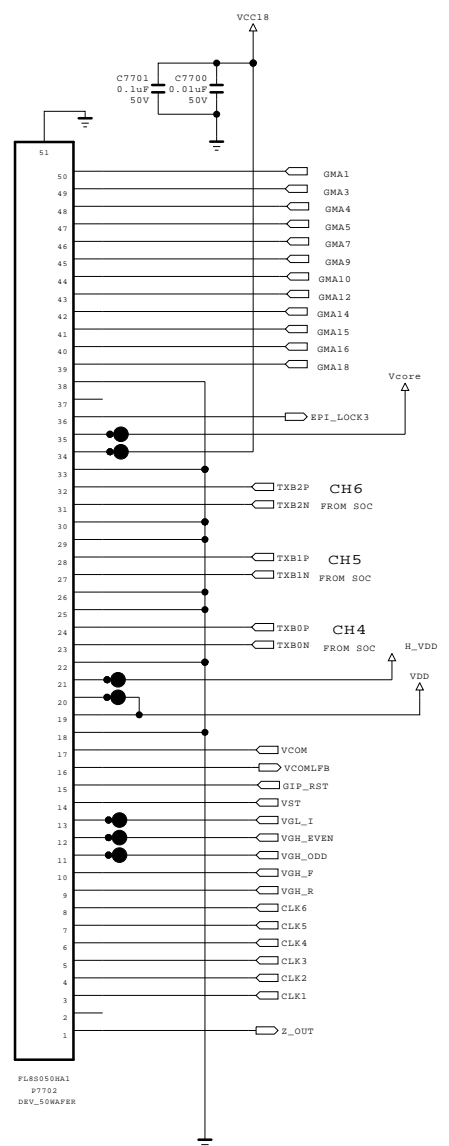 VCC18
C7701
0.1uF
50V
C7700
0.01uF
50V
51
50 GMA1
49 GMA3
48 GMA4
47 GMA5
46 GMA7
45 GMA9
44 GMA10
43 GMA12
42 GMA14
41 GMA15
40 GMA16
39 GMA18
38
Vcore
37
36 EPI_LOCK3
35
34
33
32 TXB2P CH6
31 TXB2N FROM SOC
30
29
28 TXB1P CH5
27 TXB1N FROM SOC
26
25
24 TXB0P CH4
23 TXB0N FROM SOC
H_VDD
22
21
VDD
20
19
18
17 VCOM
16 VCOMLFB
15 GIP_RST
14 VST
13 VGL_I
12 VGH_EVEN
11 VGH_ODD
10 VGH_F
9 VGH_R
8 CLK6
7 CLK5
6 CLK4
5 CLK3
4 CLK2
3 CLK1
2
1 Z_OUT
FL8S050HA1
P7702
DEV_50WAFER